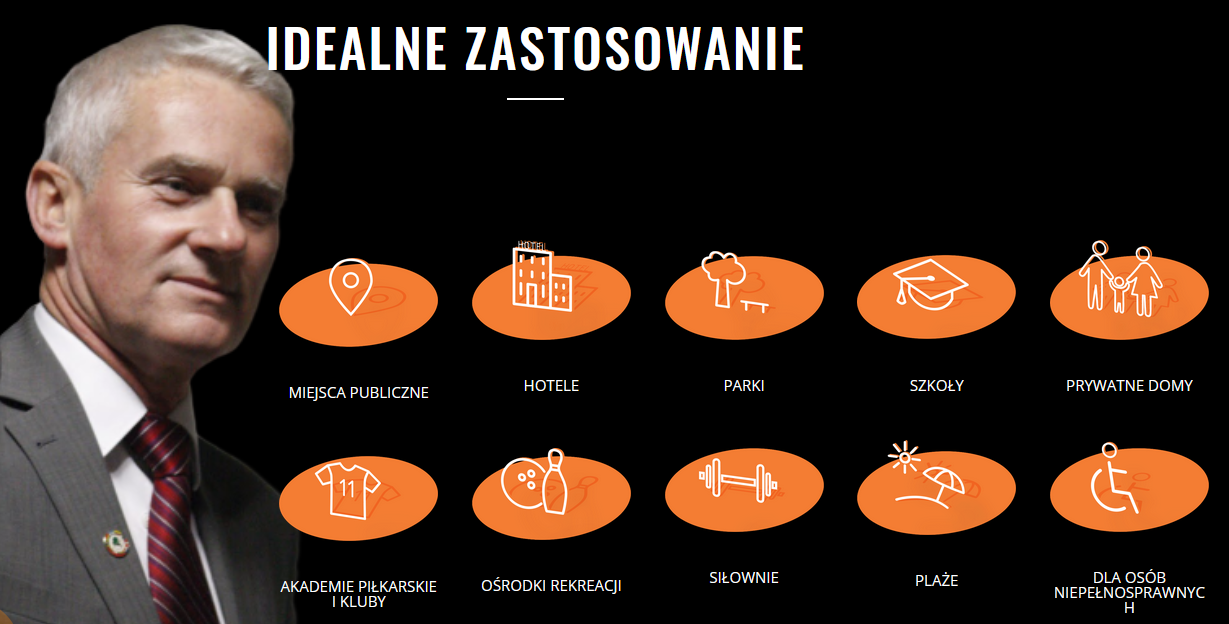 IDEALNE ZASTOSOWANIE
HOTEL
MIEJSCA PUBLICZNE
HOTELE
PARKI
SZKOŁY
PRYWATNE DOMY
11
AKADEMIE PIŁKARSKIE
I KLUBY
OŚRODKI REKREACJI
SIŁOWNIE
PLAŻE
DLA OSÓB
NIEPEŁNOSPRAWNYC
H